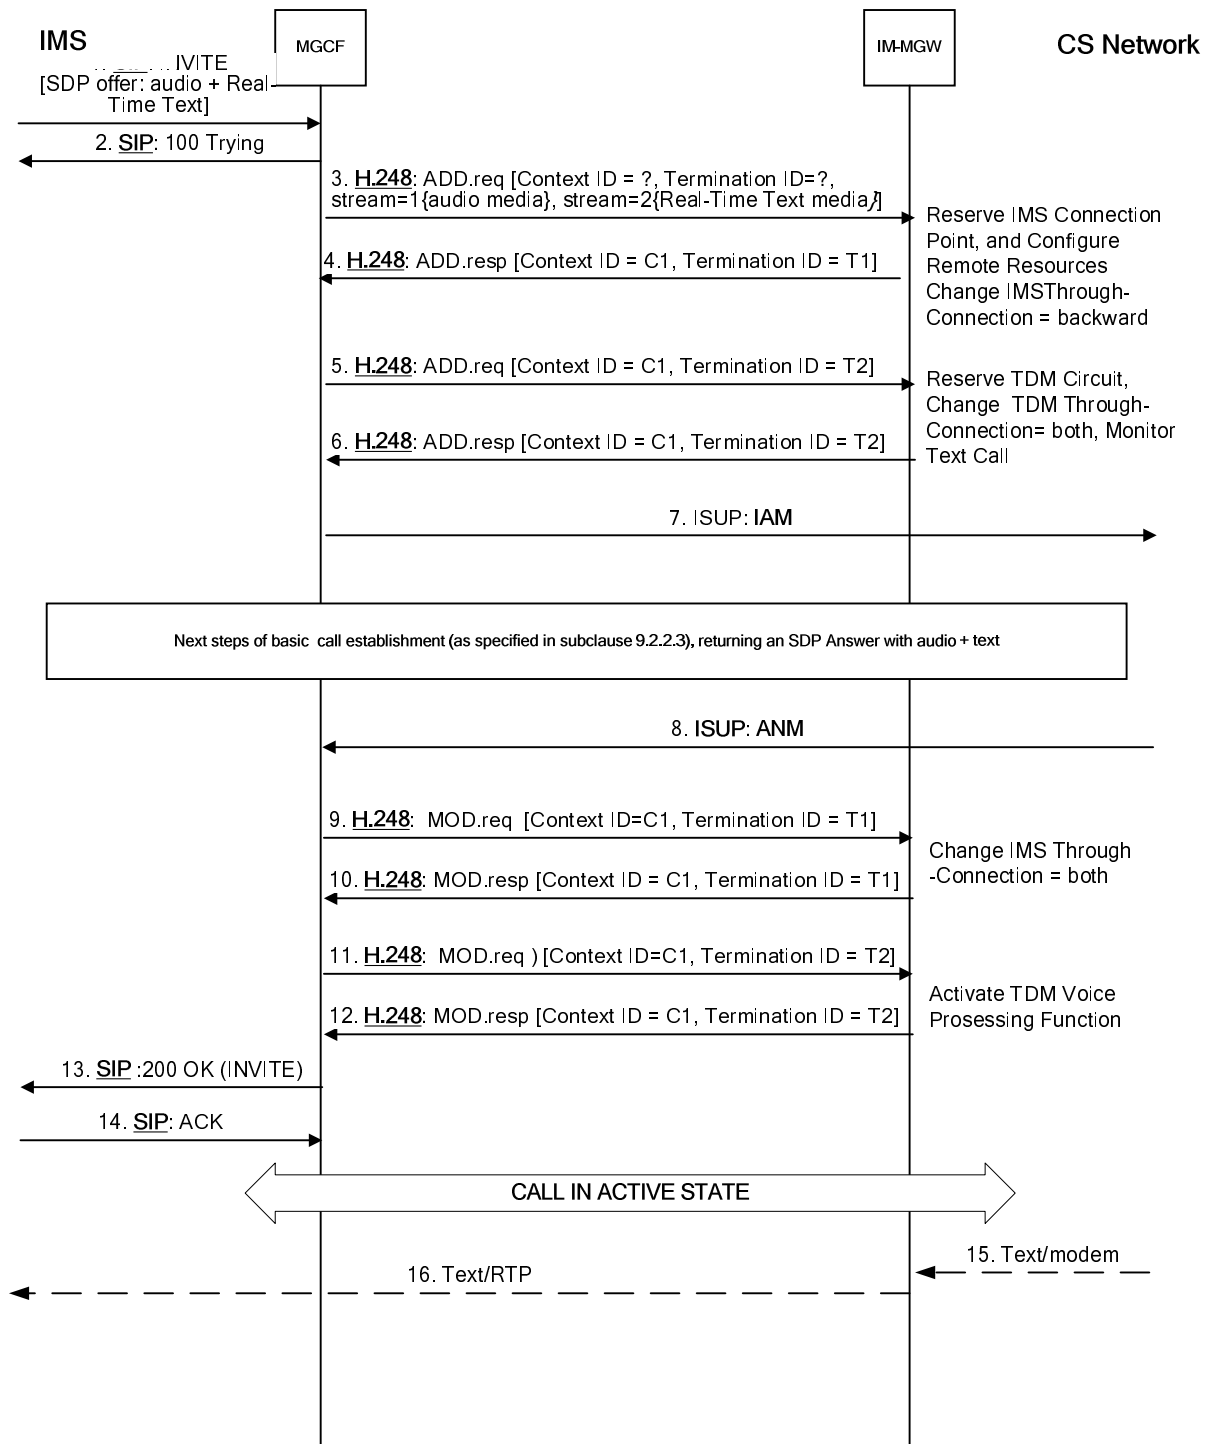 IMS
MGCF
IM-MGW
CS Network
IVITE
[SDP offer: audio + Real-
Time Text]
2. SIP: 100 Trying
3. H.248: ADD.req [Context ID = ?, Termination ID=?,
stream=1{audio media}, stream=2{Real-Time Text media}]
Reserve IMS Connection
Point, and Configure
Remote Resources
Change IMSThrough-
Connection = backward
4. H.248: ADD.resp [Context ID = C1, Termination ID = T1]
5. H.248: ADD.req [Context ID = C1, Termination ID = T2]
Reserve TDM Circuit,
Change TDM Through-
Connection= both, Monitor
Text Call
6. H.248: ADD.resp [Context ID = C1, Termination ID = T2]
7. ISUP: IAM
Next steps of basic call establishment (as specified in subclause 9.2.2.3), returning an SDP Answer with audio + text
8. ISUP: ANM
9. H.248: MOD.req [Context ID=C1, Termination ID = T1]
Change IMS Through
-Connection = both
10. H.248: MOD.resp [Context ID = C1, Termination ID = T1]
11. H.248: MOD.req ) [Context ID=C1, Termination ID = T2]
Activate TDM Voice
Prosessing Function
12. H.248: MOD.resp [Context ID = C1, Termination ID = T2]
13. SIP :200 OK (INVITE)
14. SIP: ACK
CALL IN ACTIVE STATE
15. Text/modem
16. Text/RTP